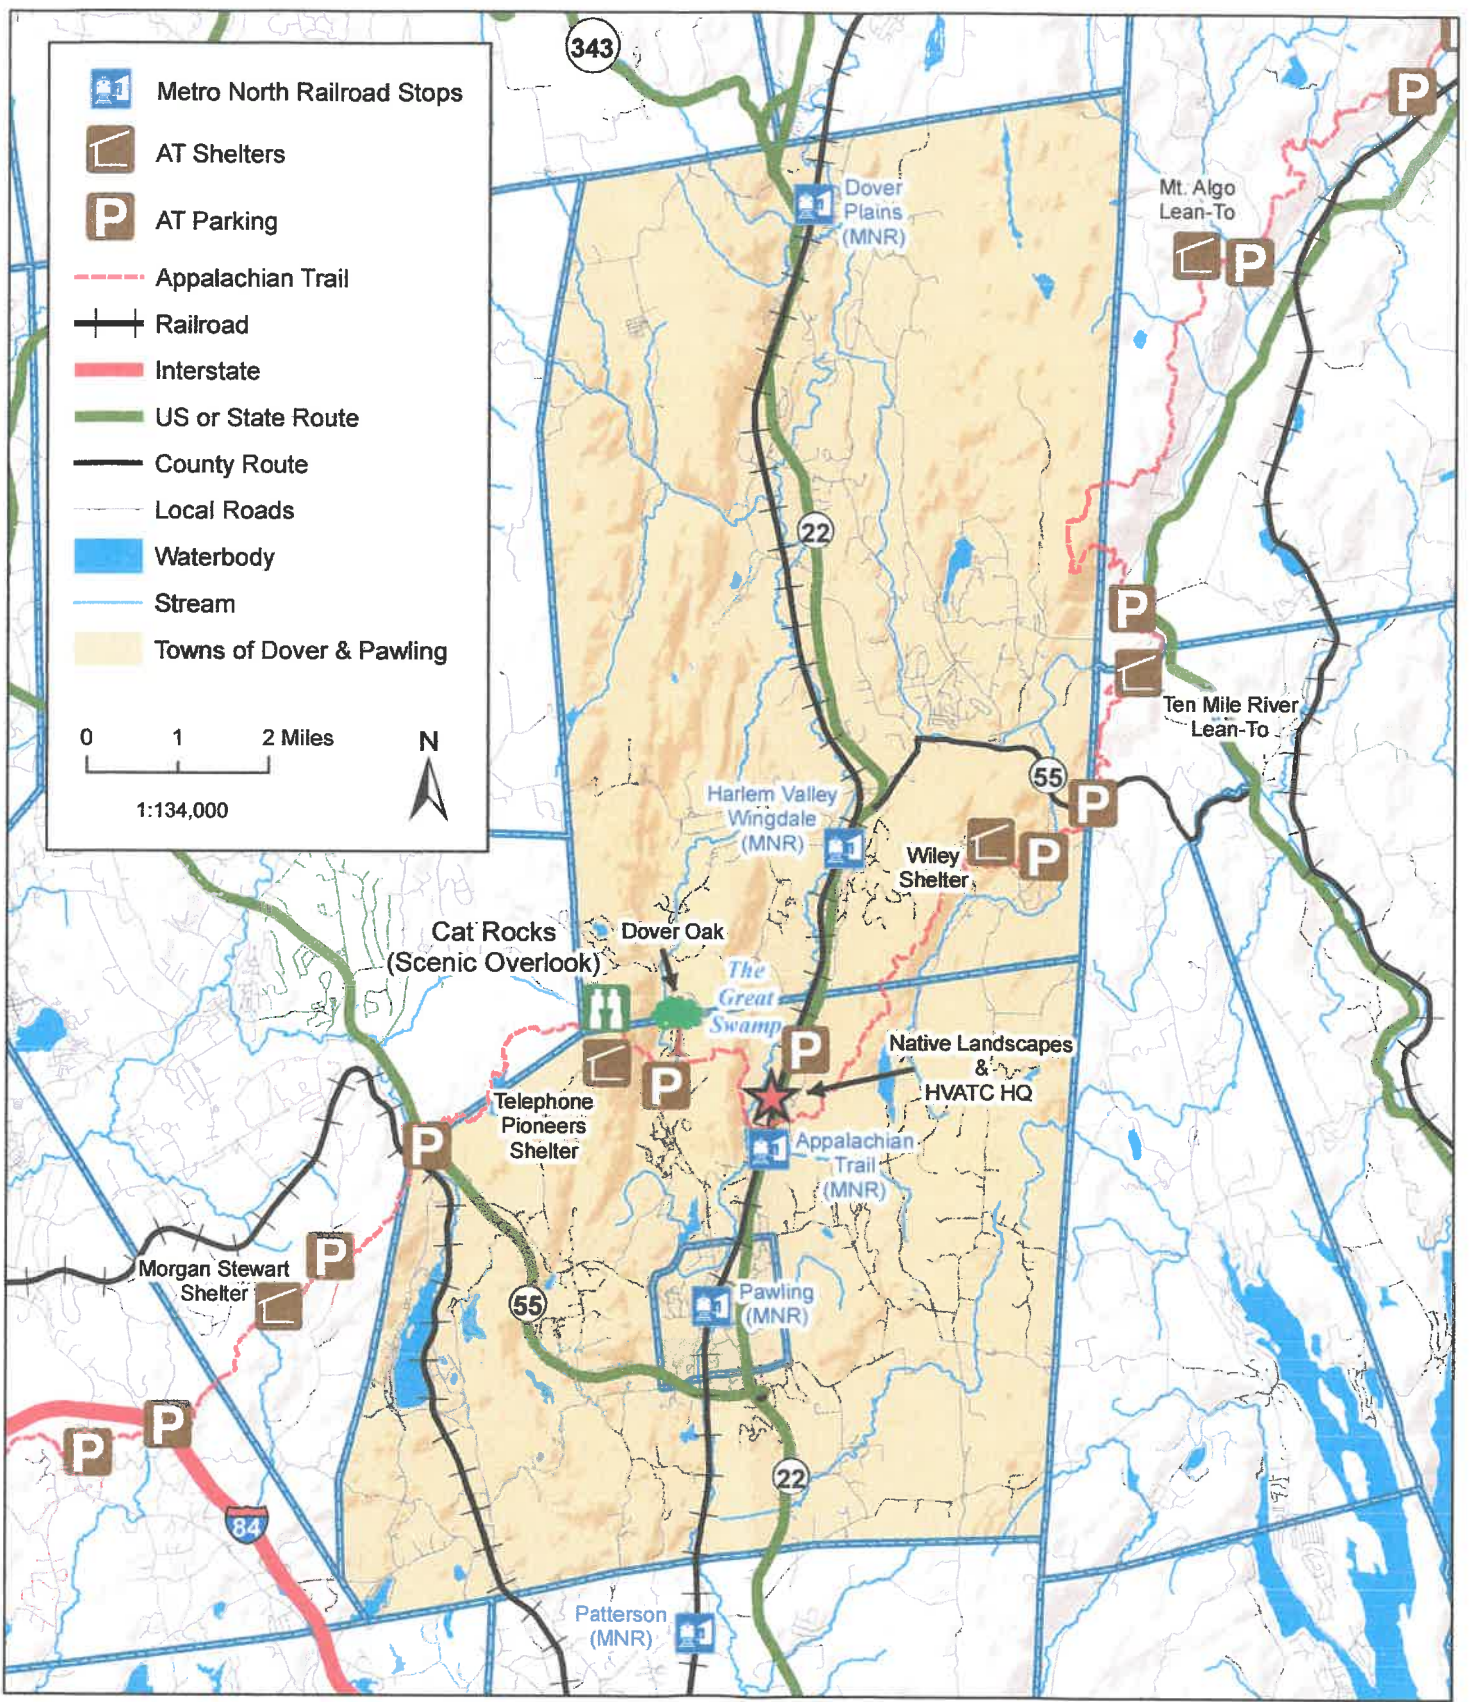 Metro North Railroad Stops
AT Shelters
P
AT Parking
Appalachian Trail
Railroad
Interstate
US or State Route
County Route
Local Roads
Waterbody
Stream
Towns of Dover & Pawling
0 1 2 Miles
N
1:134,000
343
P
Dover
Plains
(MNR)
Mt. Algo
Lean-To
P
22
P
Ten Mile River
Lean-To
55
P
Harlem Valley
Wingdale
(MNR)
Wiley
Shelter
P
Cat Rocks
(Scenic Overlook)
Dover Oak
The
Great
Swamp
P
P
Native Landscapes
&
HVATC HQ
Telephone
Pioneers
Shelter
P
Appalachian
Trail
(MNR)
P
Morgan Stewart
Shelter
55
Pawling
(MNR)
P
P
22
84
Patterson
(MNR)